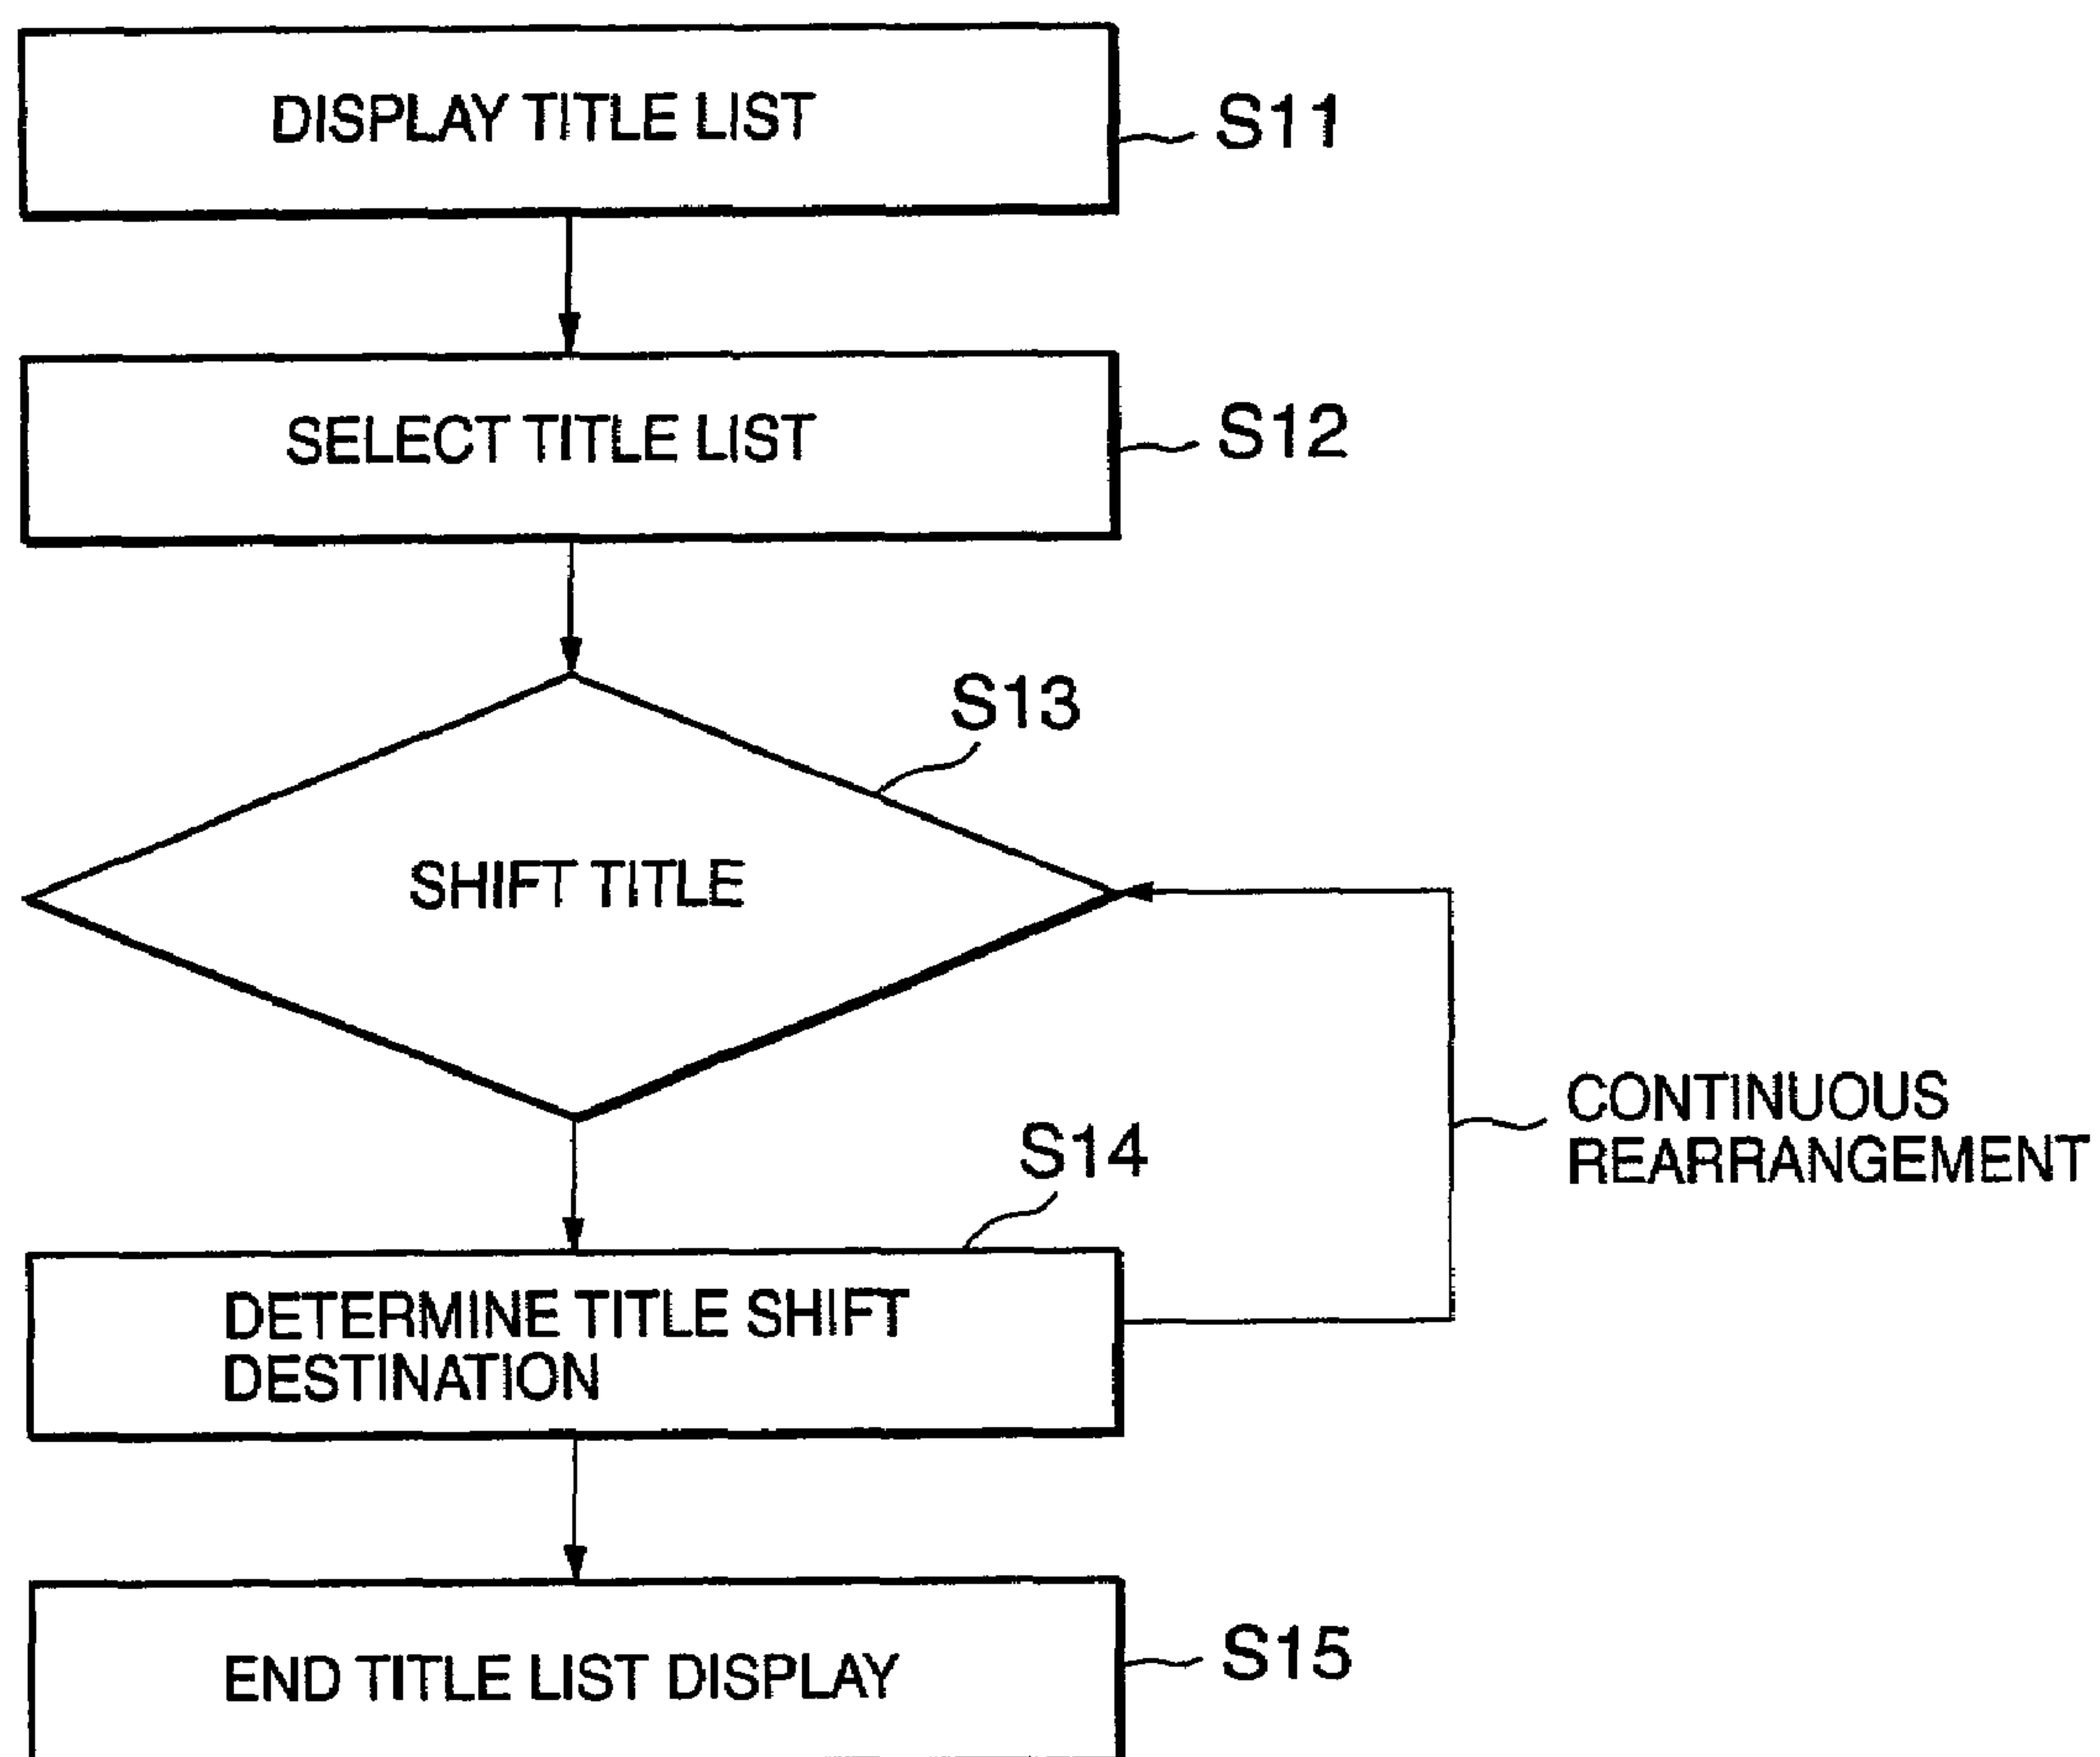 DISPLAY TITLE LIST
S11
SELECT TITLE LIST
S12
S13
SHIFT TITLE
CONTINUOUS
REARRANGEMENT
S14
DETERMINE TITLE SHIFT
DESTINATION
END TITLE LIST DISPLAY
S15